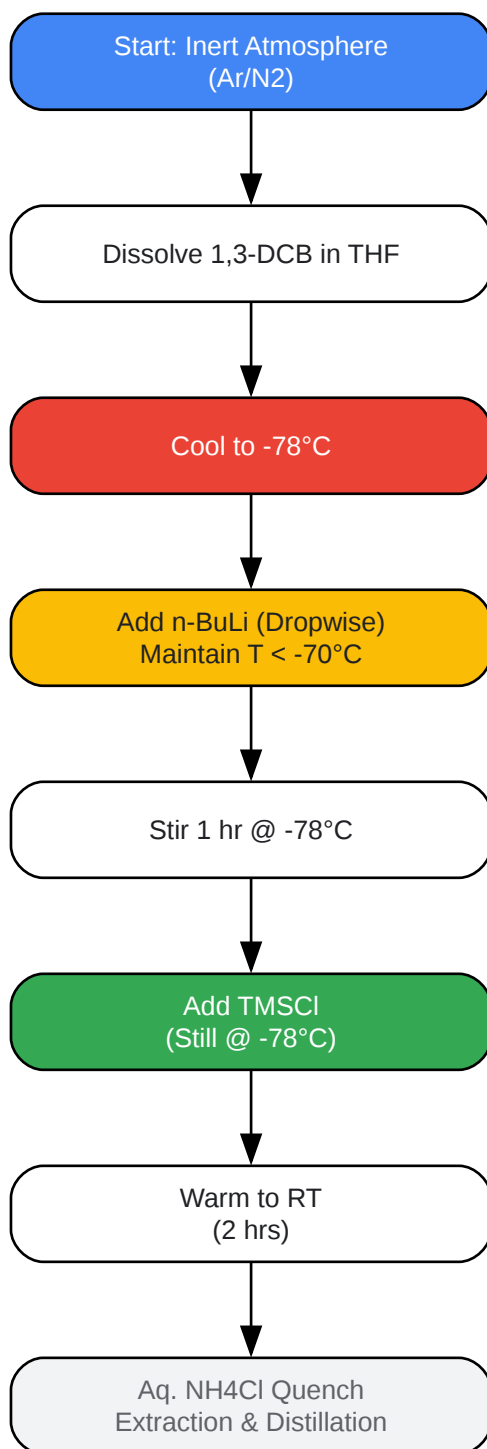 Start: Inert Atmosphere
(Ar/N2)
Dissolve 1,3-DCB in THF
Cool to -78°C
Add n-BuLi (Dropwise)
Maintain T < -70°C
Stir 1 hr @ -78°C
Add TMSCl
(Still @ -78°C)
Warm to RT
(2 hrs)
Aq. NH4Cl Quench
Extraction & Distillation